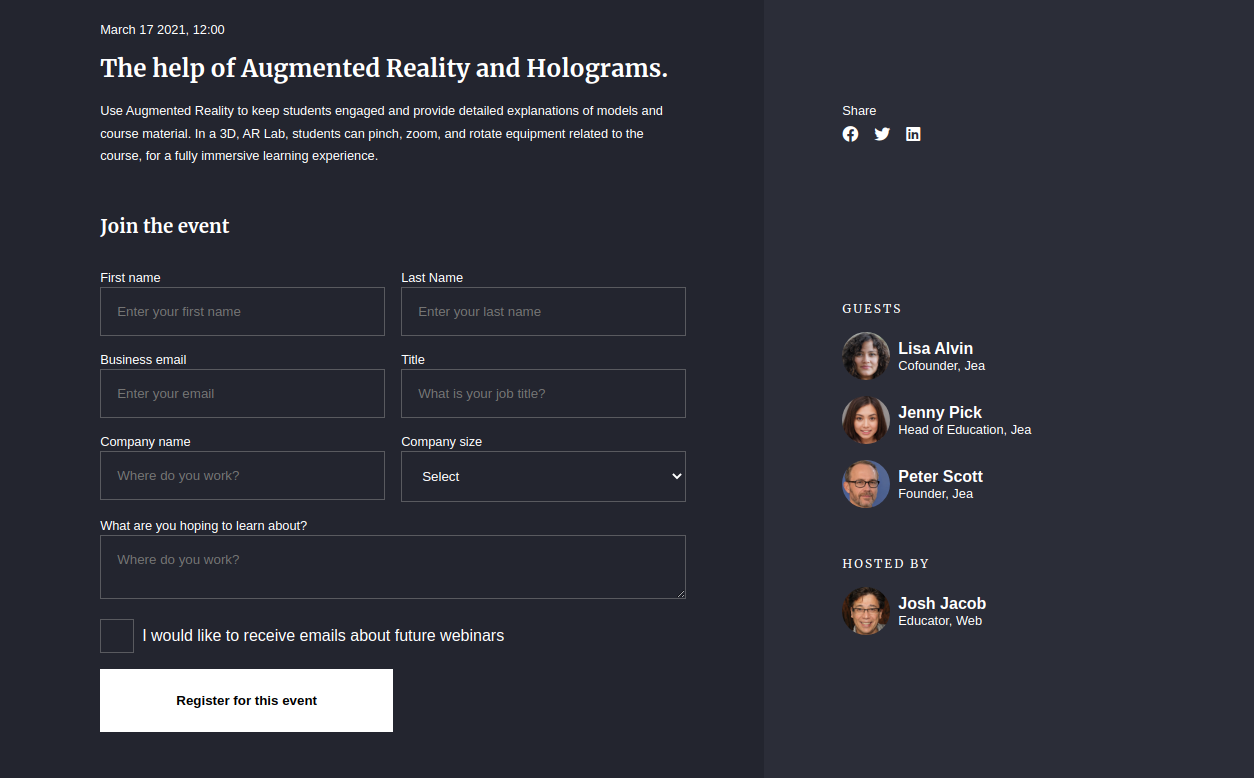 March 17 2021, 12:00
The help of Augmented Reality and Holograms.
Use Augmented Reality to keep students engaged and provide detailed explanations of models and
course material. In a 3D, AR Lab, students can pinch, zoom, and rotate equipment related to the
course, for a fully immersive learning experience.
Join the event
First name
Last Name
Enter your first name
Enter your last name
Business email
Title
Enter your email
What is your job title?
Company name
Company size
Where do you work?
Select
What are you hoping to learn about?
Where do you work?
I would like to receive emails about future webinars
Register for this event
Share
GUESTS
Lisa Alvin
Cofounder, Jea
Jenny Pick
Head of Education, Jea
Peter Scott
Founder, Jea
HOSTED BY
Josh Jacob
Educator, Web